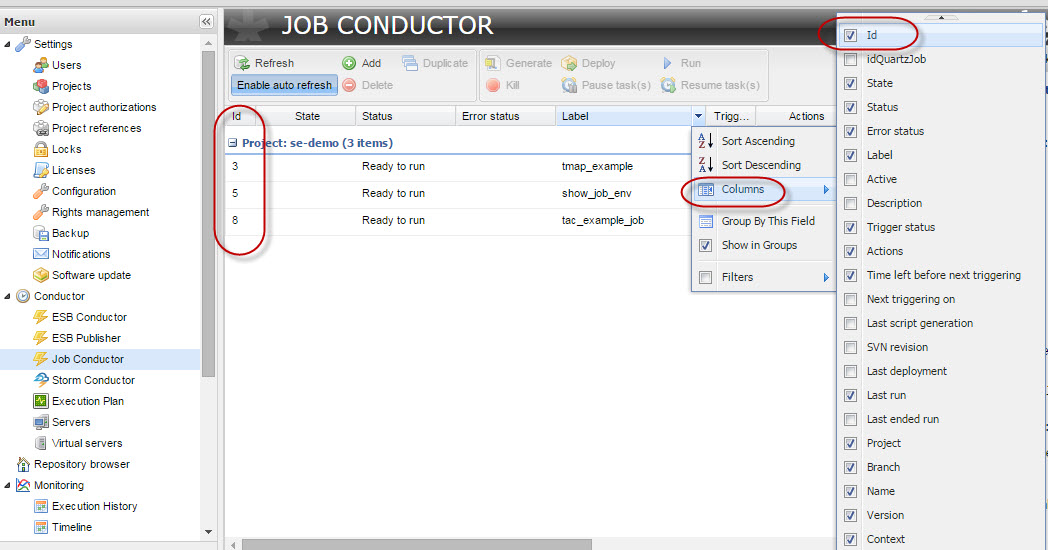 Menu
Settings
Users
Projects
Project authorizations
Project references
Locks
Licenses
Configuration
Rights management
Backup
Notifications
Software update
Conductor
ESB Conductor
ESB Publisher
Job Conductor
Storm Conductor
Execution Plan
Servers
Virtual servers
Repository browser
Monitoring
Execution History
Timeline
JOB CONDUCTOR
Refresh Add Duplicate Generate Deploy Run
Enable auto refresh Delete Kill Pause task(s) Resume task(s)
Id State Status Error status Label Trigg... Actions
Project: se-demo (3 items)
3 Ready to run tmap_example
5 Ready to run show_job_env
8 Ready to run tac_example_job
Sort Ascending
Sort Descending
Columns
Group By This Field
Show in Groups
Filters
Id
idQuartzJob
State
Status
Error status
Label
Active
Description
Trigger status
Actions
Time left before next triggering
Next triggering on
Last script generation
SVN revision
Last deployment
Last run
Last ended run
Project
Branch
Name
Version
Context